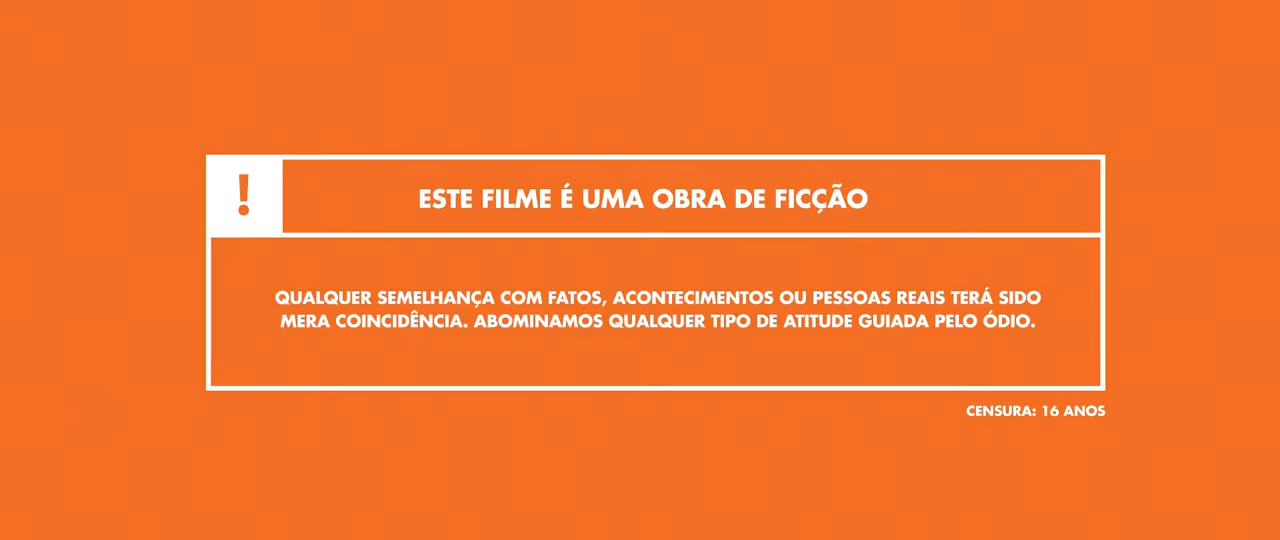 !
ESTE FILME É UMA OBRA DE FICÇÃO
QUALQUER SEMELHANÇA COM FATOS, ACONTECIMENTOS OU PESSOAS REAIS TERÁ SIDO
MERA COINCIDÊNCIA. ABOMINAMOS QUALQUER TIPO DE ATITUDE GUIADA PELO ÓDIO.
CENSURA: 16 ANOS